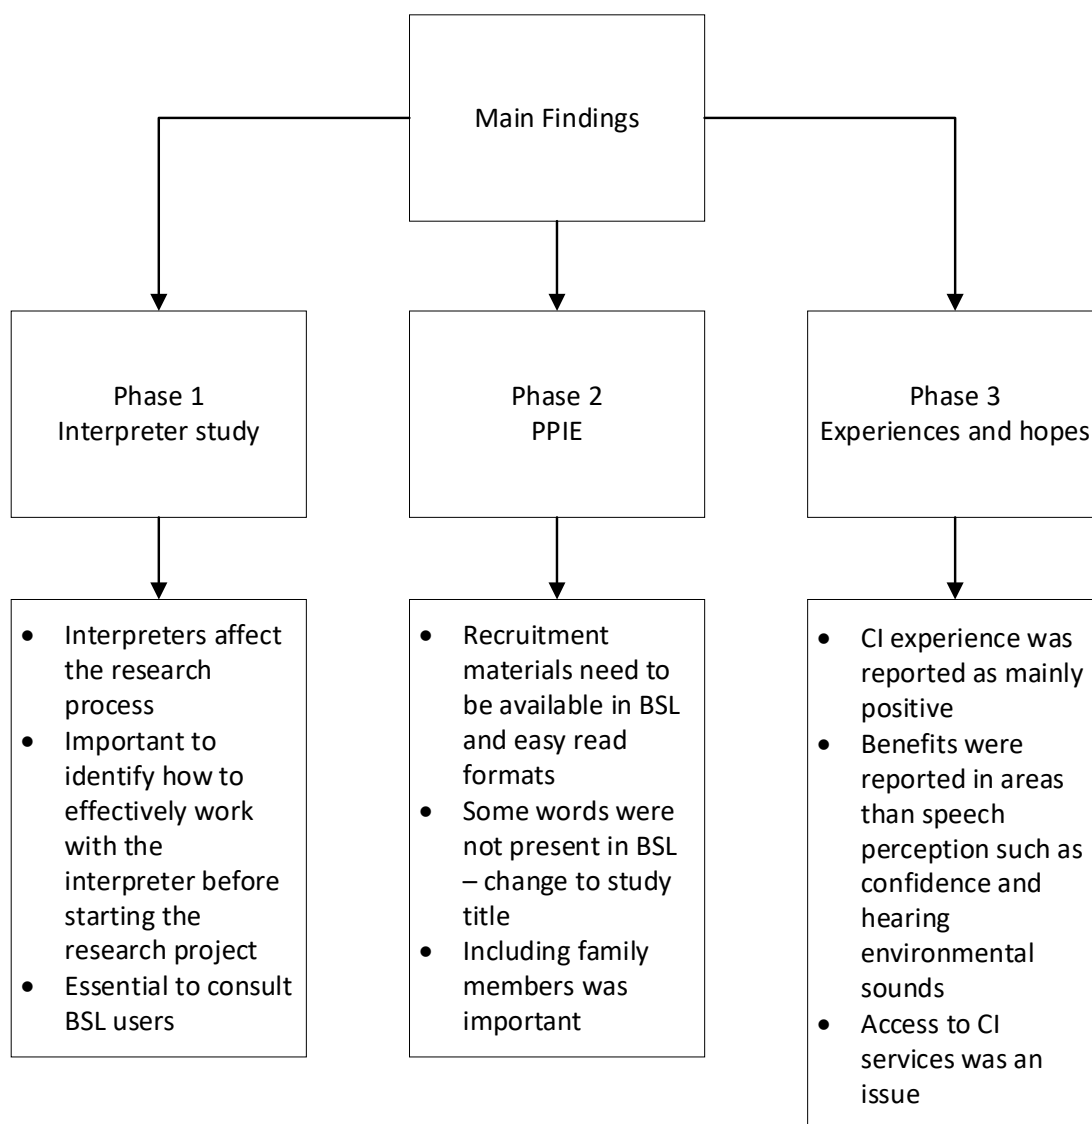 Main Findings
Phase 1
Interpreter study
Phase 2
PPIE
Phase 3
Experiences and hopes
• Interpreters affect
the research
process
• Important to
identify how to
effectively work
with the
interpreter before
starting the
research project
• Essential to consult
BSL users
• Recruitment
materials need to
be available in BSL
and easy read
formats
• Some words were
not present in BSL
– change to study
title
• Including family
members was
important
• CI experience was
reported as mainly
positive
• Benefits were
reported in areas
than speech
perception such as
confidence and
hearing
environmental
sounds
• Access to CI
services was an
issue